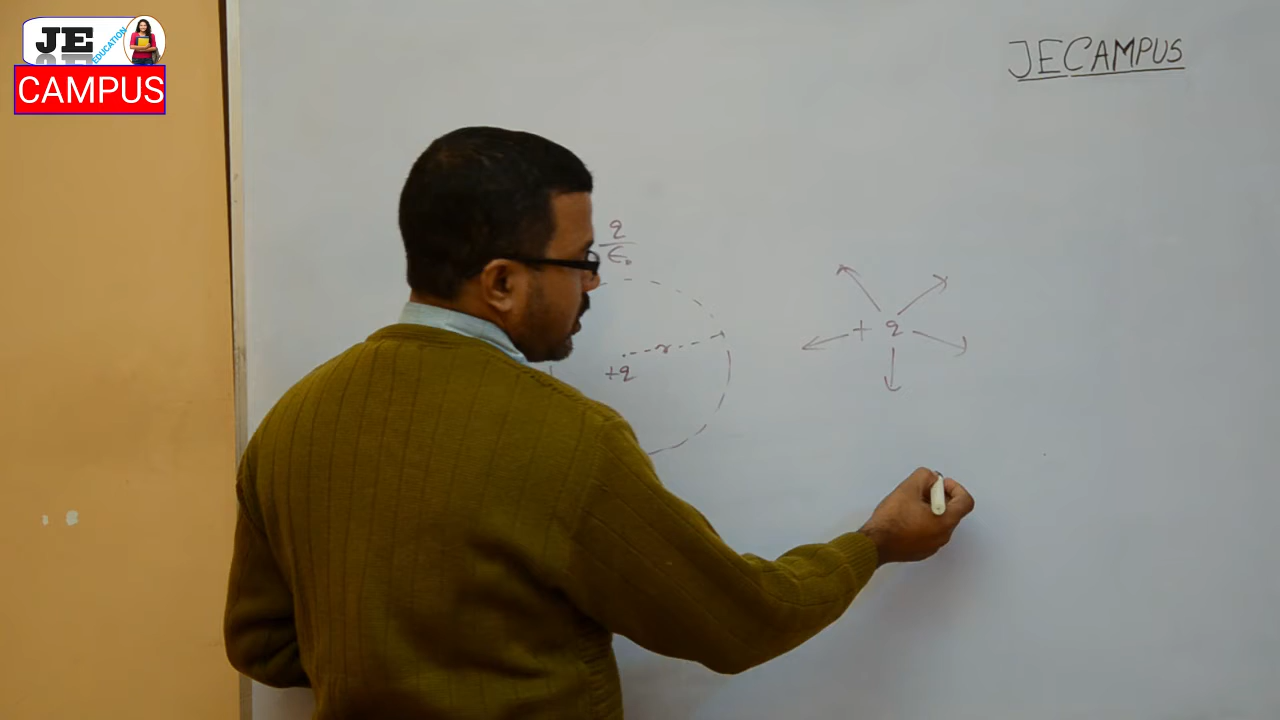 JE
EDUCATION
CAMPUS
JECAMPUS
q
ϵ₀
r
+q
+ q